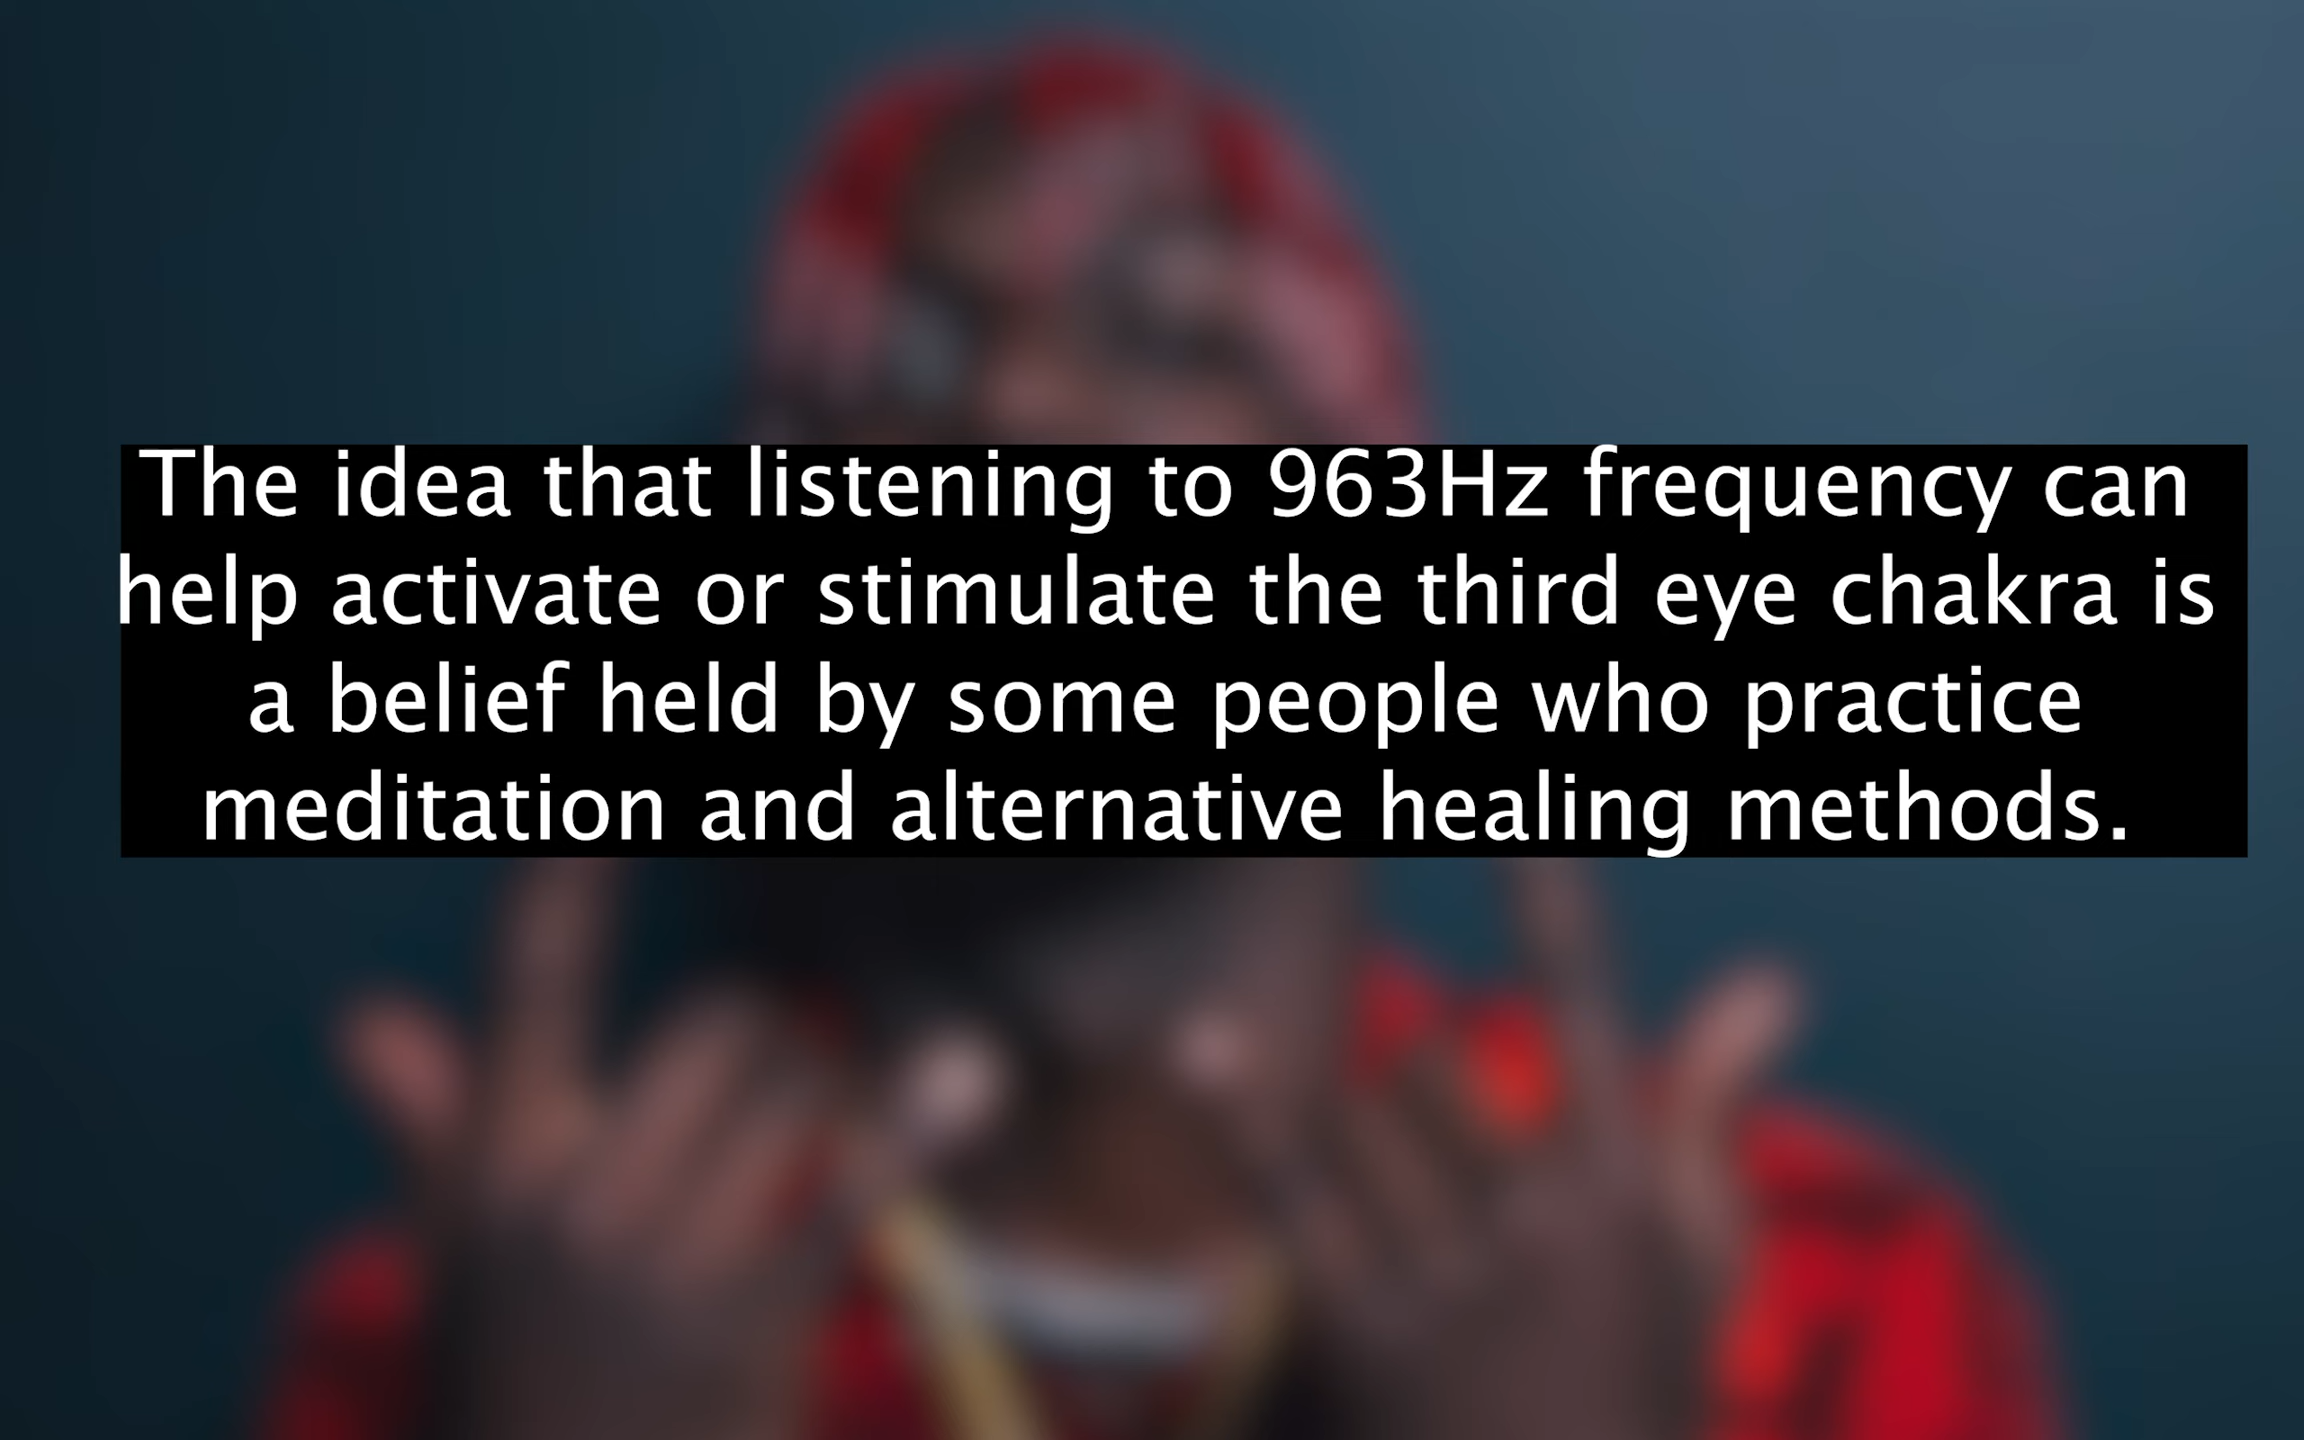 The idea that listening to 963Hz frequency can
help activate or stimulate the third eye chakra is
a belief held by some people who practice
meditation and alternative healing methods.